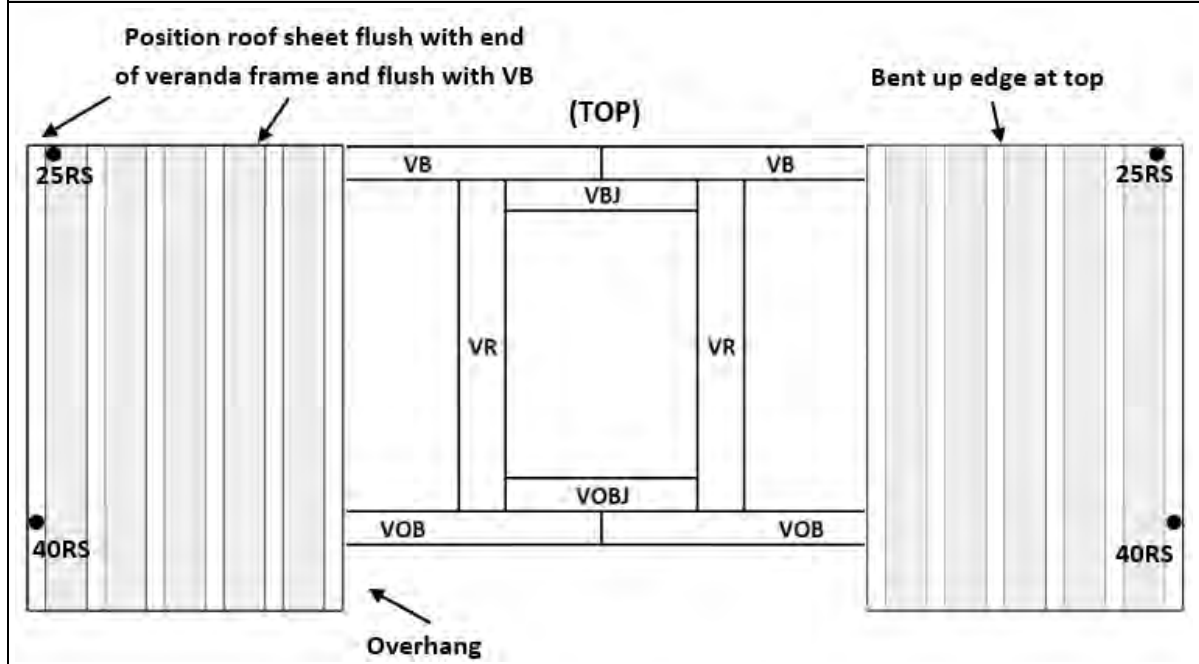 Position roof sheet flush with end
of veranda frame and flush with VB
Bent up edge at top
(TOP)
25RS
VB
VB
25RS
VBJ
VR
VR
VOBJ
VOB
VOB
40RS
40RS
Overhang